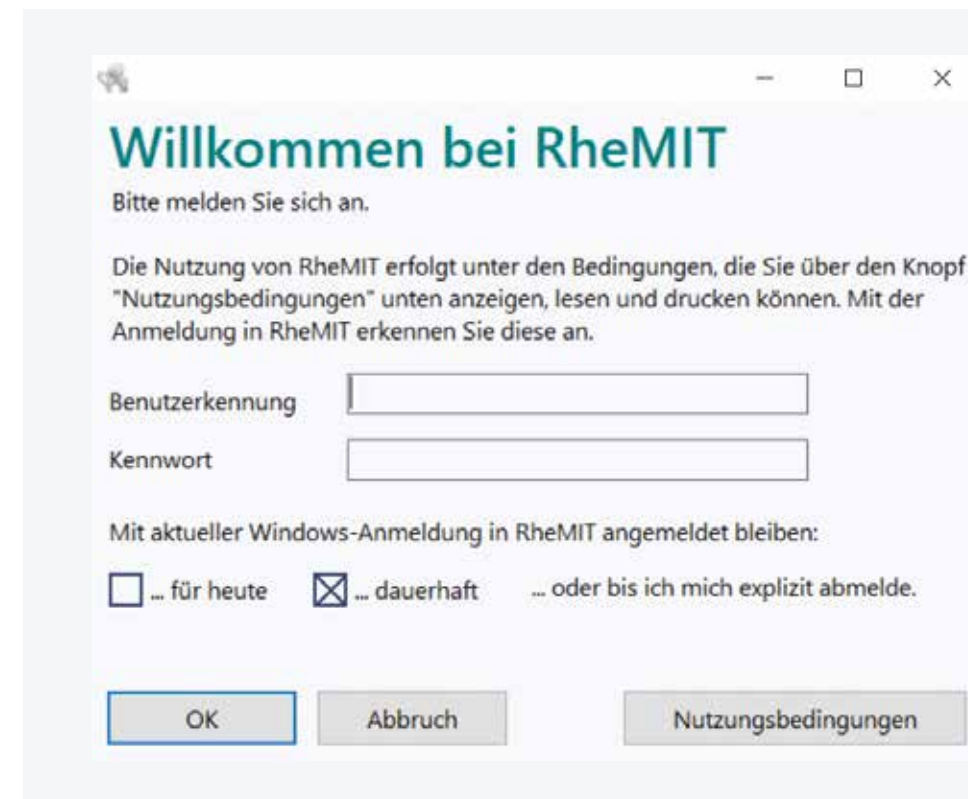 Willkommen bei RheMIT
Bitte melden Sie sich an.
Die Nutzung von RheMIT erfolgt unter den Bedingungen, die Sie über den Knopf
"Nutzungsbedingungen" unten anzeigen, lesen und drucken können. Mit der
Anmeldung in RheMIT erkennen Sie diese an.
Benutzerkennung
Kennwort
Mit aktueller Windows-Anmeldung in RheMIT angemeldet bleiben:
... für heute ... dauerhaft ... oder bis ich mich explizit abmelde.
OK Abbruch Nutzungsbedingungen